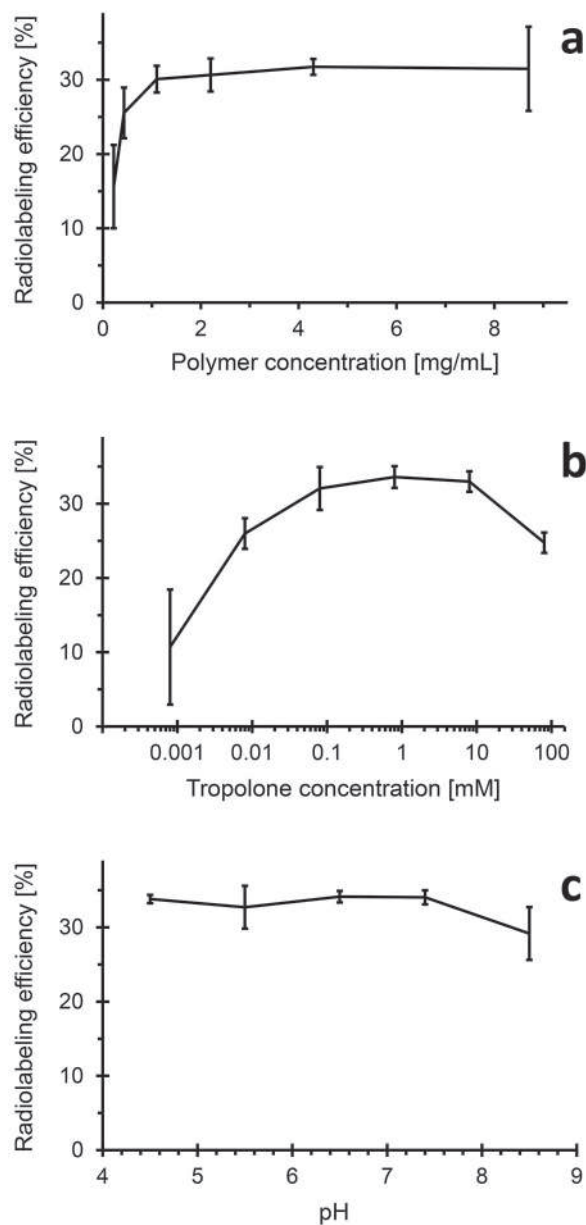 a
Radiolabeling efficiency [%]
30
20
10
0
0 2 4 6 8
Polymer concentration [mg/mL]
b
Radiolabeling efficiency [%]
30
20
10
0
0.001 0.01 0.1 1 10 100
Tropolone concentration [mM]
c
Radiolabeling efficiency [%]
30
20
10
0
4 5 6 7 8 9
pH